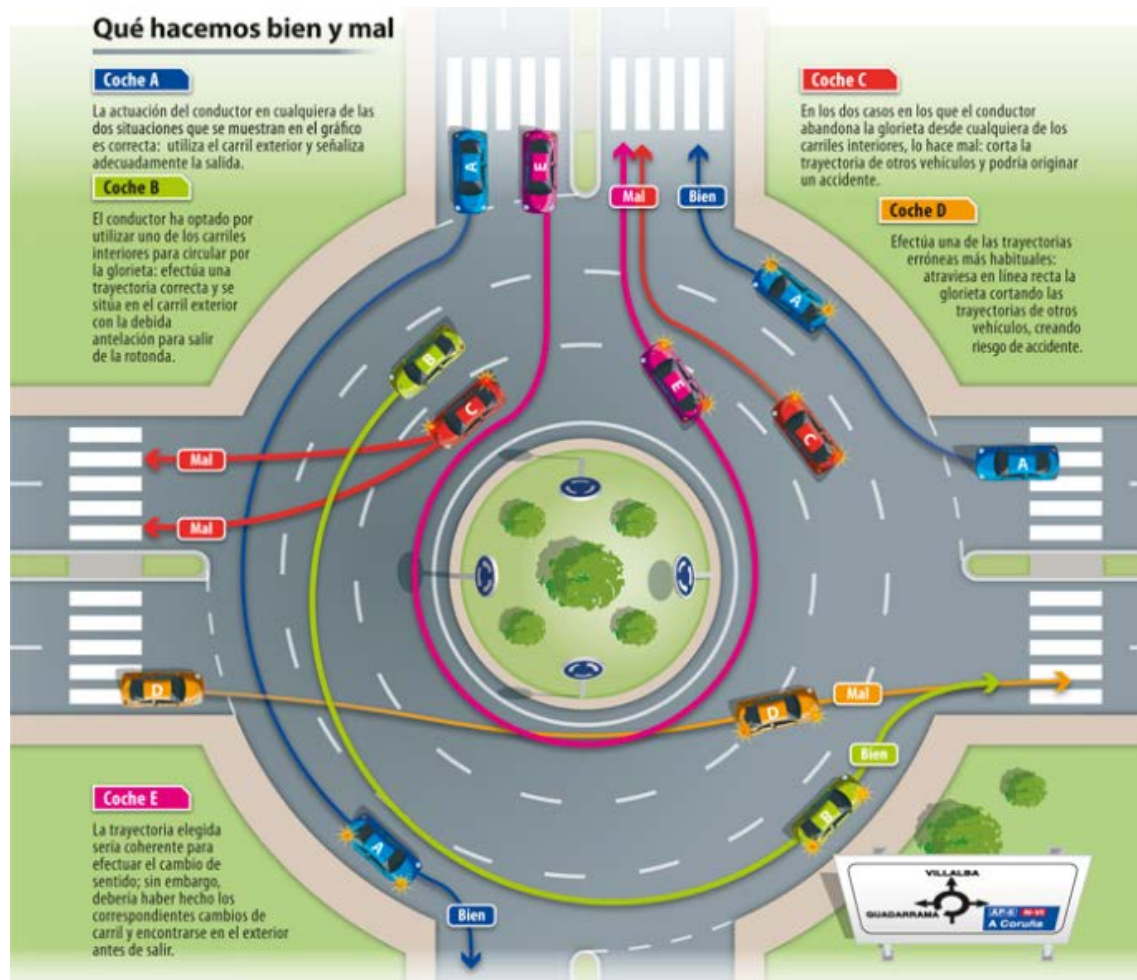 Qué hacemos bien y mal
Coche A
La actuación del conductor en cualquiera de las
dos situaciones que se muestran en el gráfico
es correcta: utiliza el carril exterior y señaliza
adecuadamente la salida.
Coche B
El conductor ha optado por
utilizar uno de los carriles
interiores para circular por
la glorieta: efectúa una
trayectoria correcta y se
sitúa en el carril exterior
con la debida
antelación para salir
de la rotonda.
Coche C
En los dos casos en los que el conductor
abandona la glorieta desde cualquiera de los
carriles interiores, lo hace mal: corta la
trayectoria de otros vehículos y podría originar
un accidente.
Coche D
Efectúa una de las trayectorias
erróneas más habituales:
atraviesa en línea recta la
glorieta cortando las
trayectorias de otros
vehículos, creando
riesgo de accidente.
A
E
Mal
Bien
A
B
E
C
C
Mal
A
Mal
D
D
Mal
Bien
B
A
Bien
Coche E
La trayectoria elegida
sería coherente para
efectuar el cambio de
sentido; sin embargo,
debería haber hecho los
correspondientes cambios de
carril y encontrarse en el exterior
antes de salir.
VILLALBA
GUADARRAMA
AP-6 N-VI
A Coruña